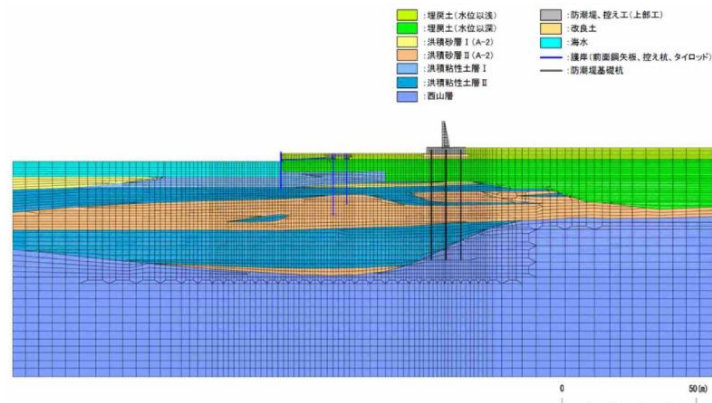 :埋戻土(水位以浅)
:埋戻土(水位以深)
:洪積砂層Ⅰ(A-2)
:洪積砂層Ⅱ(A-2)
:洪積粘性土層Ⅰ
:洪積粘性土層Ⅱ
:西山層
:防潮堤、控え工(上部工)
:改良土
:海水
:護岸(前面鋼矢板、控え杭、タイロッド)
:防潮堤基礎杭
0 50(m)